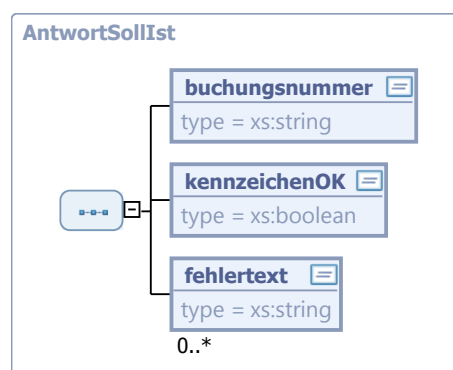 AntwortSollIst
buchungsnummer
type = xs:string
kennzeichenOK
type = xs:boolean
fehlertext
type = xs:string
0..*